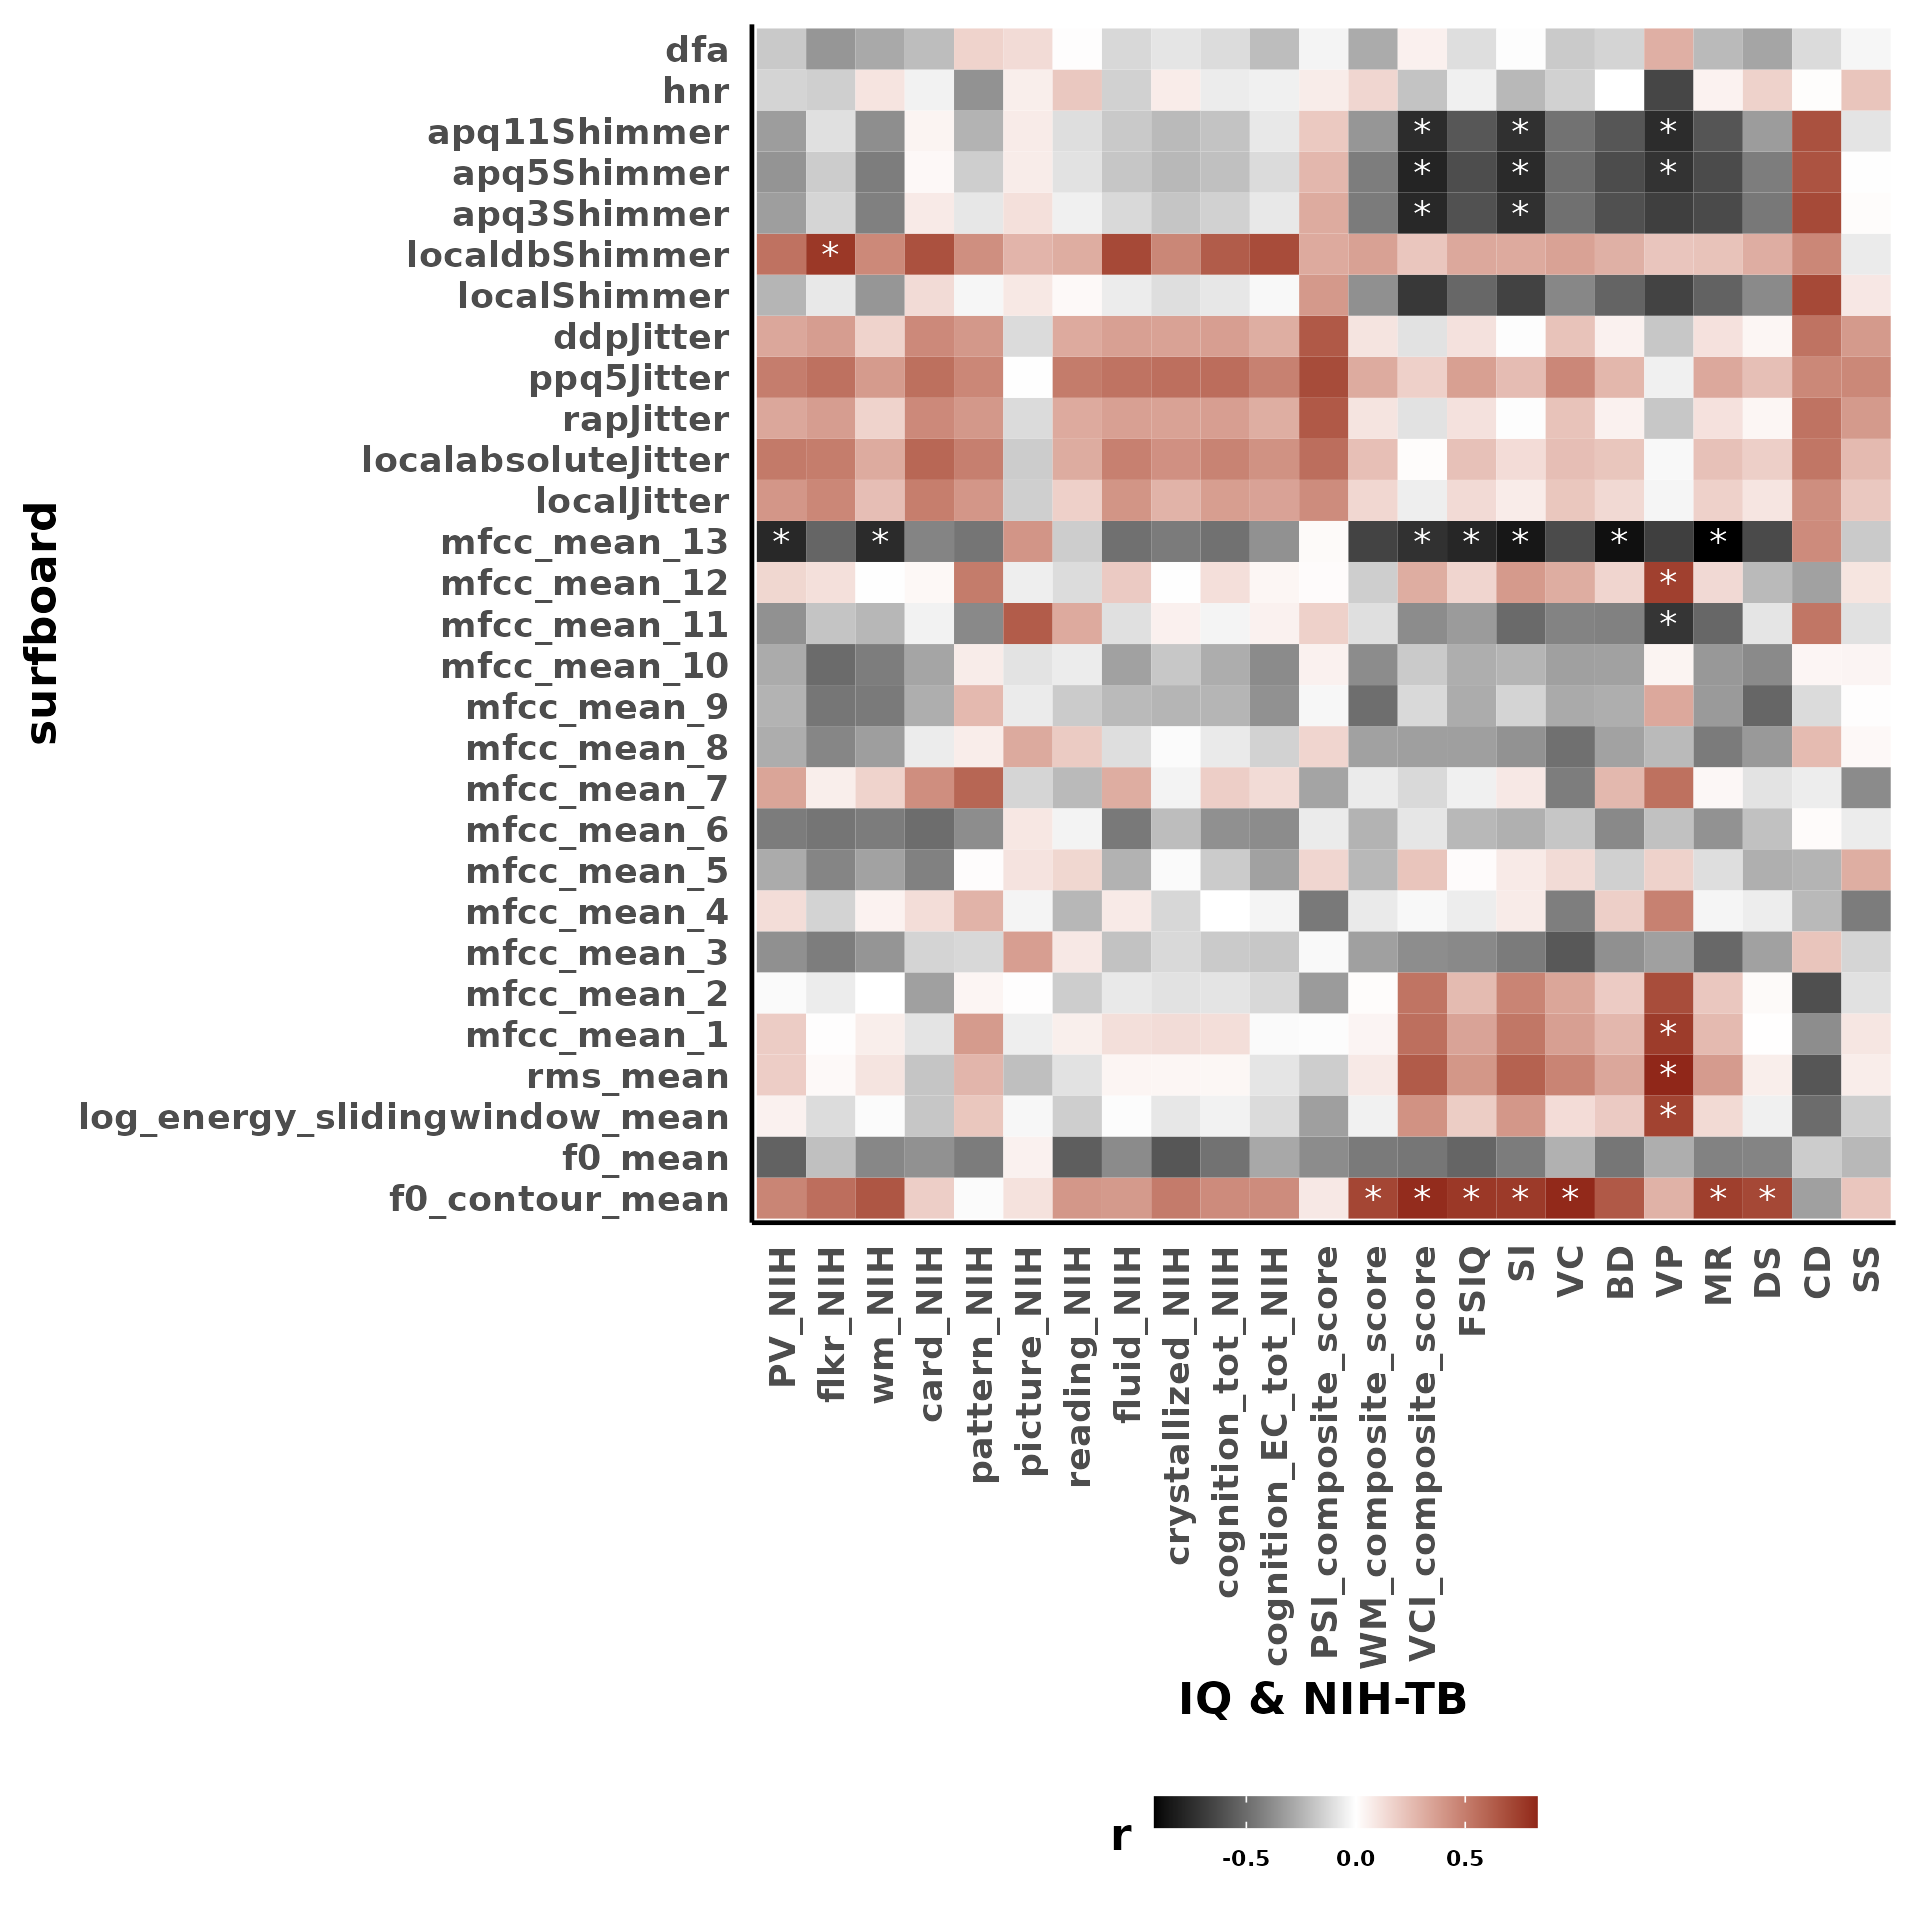 surfboard
dfa
hnr
apq11Shimmer * * *
apq5Shimmer * * *
apq3Shimmer * *
localdbShimmer *
localShimmer
ddpJitter
ppq5Jitter
rapJitter
localabsoluteJitter
localJitter
mfcc_mean_13 * * * * * * *
mfcc_mean_12 *
mfcc_mean_11 *
mfcc_mean_10
mfcc_mean_9
mfcc_mean_8
mfcc_mean_7
mfcc_mean_6
mfcc_mean_5
mfcc_mean_4
mfcc_mean_3
mfcc_mean_2
mfcc_mean_1 *
rms_mean *
log_energy_slidingwindow_mean *
f0_mean
f0_contour_mean * * * * * * *
PV_NIH
flkr_NIH
wm_NIH
card_NIH
pattern_NIH
picture_NIH
reading_NIH
fluid_NIH
crystallized_NIH
cognition_tot_NIH
cognition_EC_tot_NIH
PSI_composite_score
WM_composite_score
VCI_composite_score
FSIQ
SI
VC
BD
VP
MR
DS
CD
SS
IQ & NIH-TB
r
-0.5 0.0 0.5